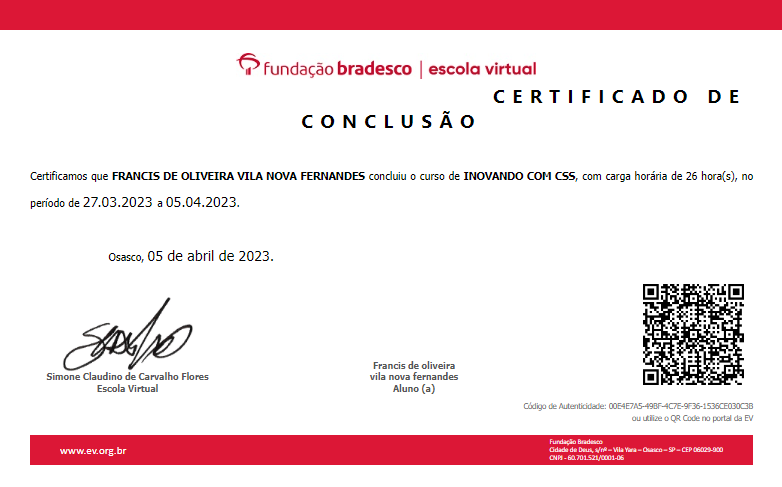 fundação bradesco | escola virtual
CERTIFICADO DE
CONCLUSÃO
Certificamos que FRANCIS DE OLIVEIRA VILA NOVA FERNANDES concluiu o curso de INOVANDO COM CSS, com carga horária de 26 hora(s), no
período de 27.03.2023 a 05.04.2023.
Osasco, 05 de abril de 2023.
Simone Claudino de Carvalho Flores
Escola Virtual
Francis de oliveira
vila nova fernandes
Aluno (a)
Código de Autenticidade: 00E4E7A5-49BF-4C7E-9F36-1536CE030C3B
ou utilize o QR Code no portal da EV
www.ev.org.br
Fundação Bradesco
Cidade de Deus, s/nº – Vila Yara – Osasco – SP – CEP 06029-900
CNPJ - 60.701.521/0001-06